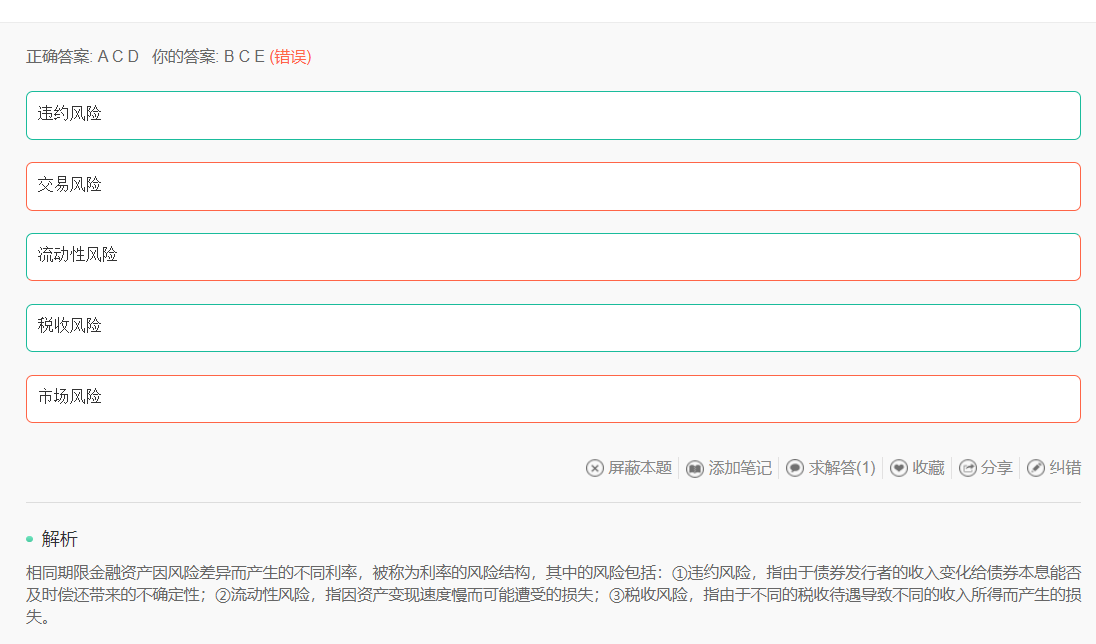 正确答案: A C D 你的答案: B C E (错误)
违约风险
交易风险
流动性风险
税收风险
市场风险
屏蔽本题 添加笔记 求解答(1) 收藏 分享 纠错
解析
相同期限金融资产因风险差异而产生的不同利率，被称为利率的风险结构，其中的风险包括：①违约风险，指由于债券发行者的收入变化给债券本息能否
及时偿还带来的不确定性；②流动性风险，指因资产变现速度慢而可能遭受的损失；③税收风险，指由于不同的税收待遇导致不同的收入所得而产生的损
失。